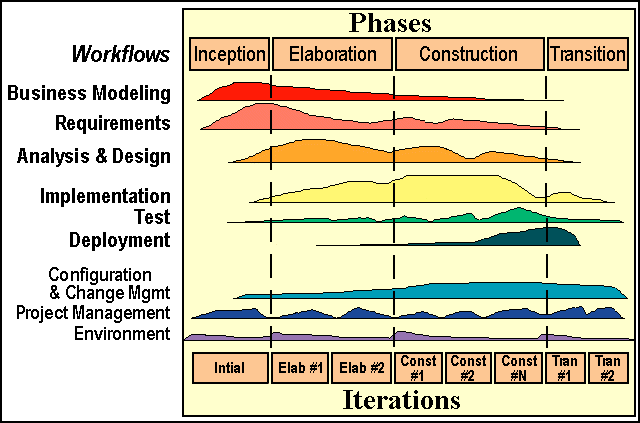 Phases
Workflows
Inception
Elaboration
Construction
Transition
Business Modeling
Requirements
Analysis & Design
Implementation
Test
Deployment
Configuration
& Change Mgmt
Project Management
Environment
Intial
Elab #1
Elab #2
Const
#1
Const
#2
Const
#N
Tran
#1
Tran
#2
Iterations